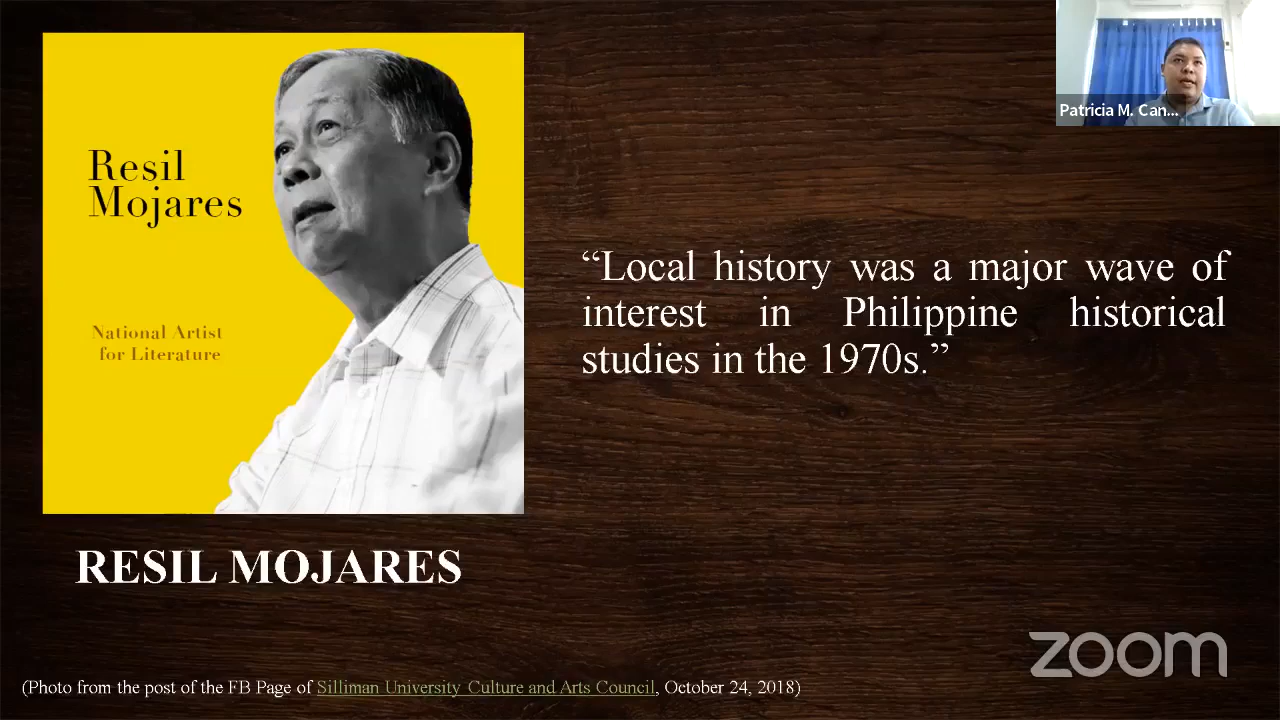 Resil
Mojares
National Artist
for Literature
RESIL MOJARES
(Photo from the post of the FB Page of Silliman University Culture and Arts Council, October 24, 2018)
“Local history was a major wave of
interest in Philippine historical
studies in the 1970s.”
Patricia M. Can...
zoom